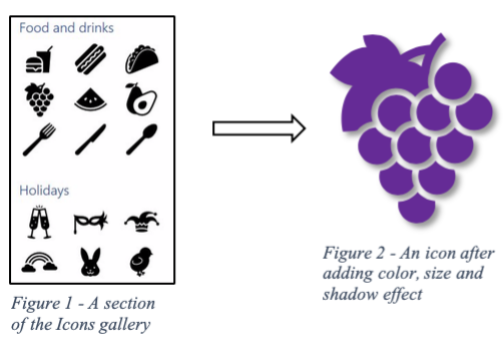 Food and drinks
Holidays
Figure 1 - A section
of the Icons gallery
Figure 2 - An icon after
adding color, size and
shadow effect